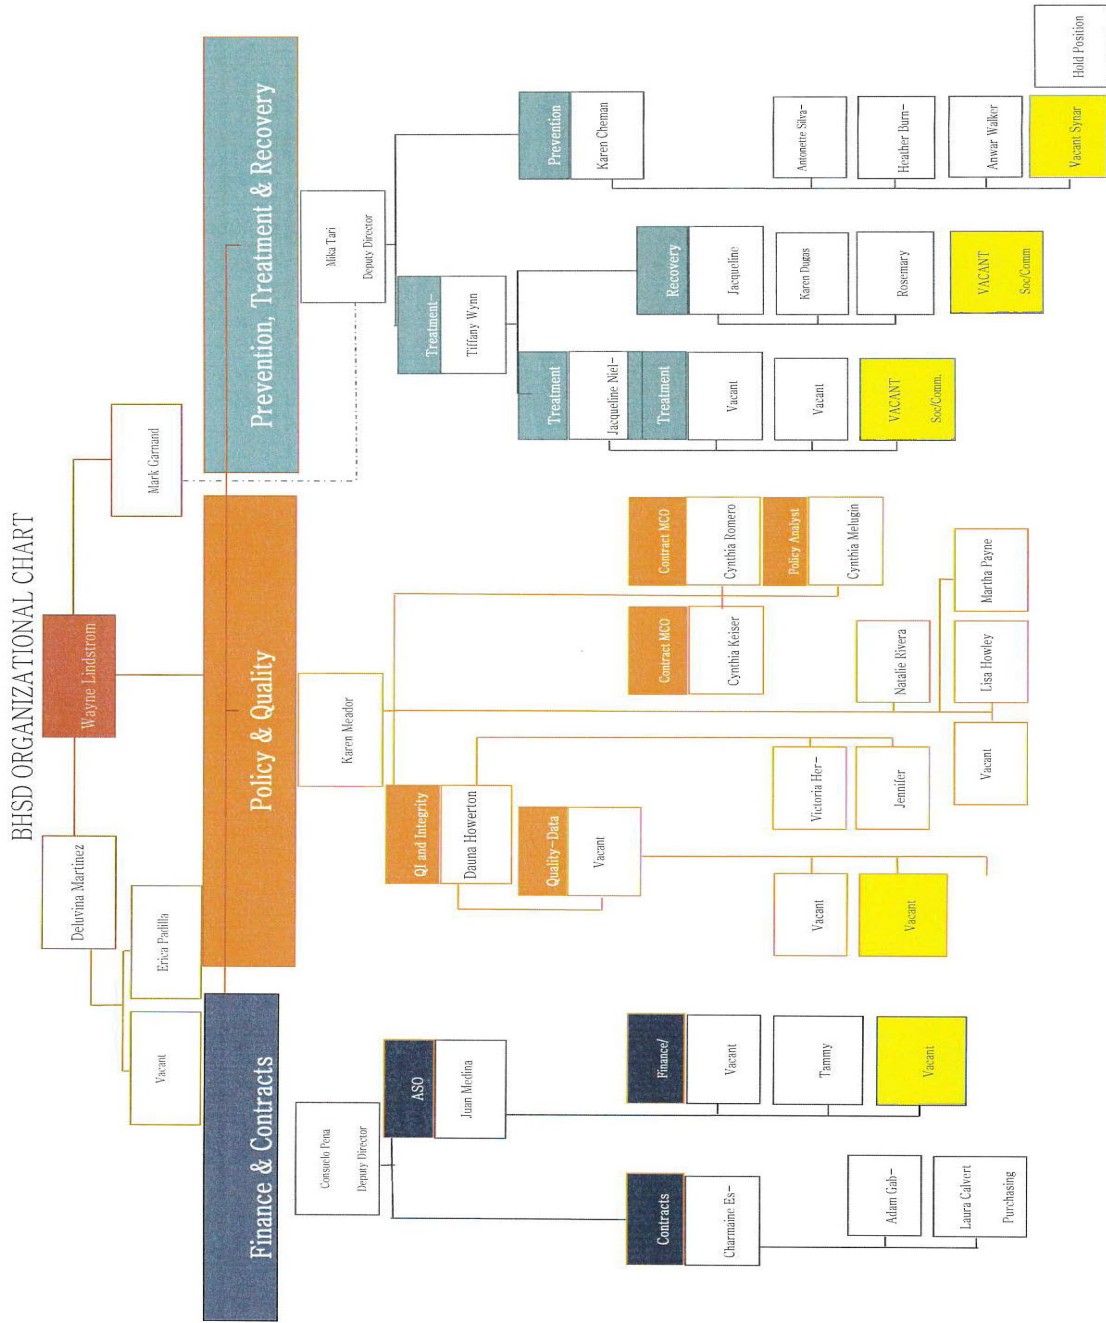 BHSD ORGANIZATIONAL CHART
Wayne Lindstrom
Deluvina Martinez
Mark Garnand
Vacant
Erica Padilla
Finance & Contracts
Policy & Quality
Prevention, Treatment & Recovery
Consuelo Pena
Deputy Director
ASO
Juan Medina
Contracts
Charmaine Es-
Adam Gab-
Laura Calvert
Purchasing
Finance/
Vacant
Tammy
Vacant
Karen Meador
QI and Integrity
Dauna Howerton
Quality-Data
Vacant
Vacant
Vacant
Victoria Her-
Jennifer
Contract MCO
Cynthia Keiser
Contract MCO
Cynthia Romero
Policy Analyst
Cynthia Melugin
Natalie Rivera
Vacant
Lisa Howley
Martha Payne
Mika Tari
Deputy Director
Treatment-
Tiffany Wynn
Treatment
Jacqueline Niel-
Treatment
Vacant
Vacant
VACANT
Soc/Comm.
Recovery
Jacqueline
Karen Dugas
Rosemary
VACANT
Soc/Comm
Prevention
Karen Cheman
Antonette Silva-
Heather Burn-
Anwar Walker
Vacant Synar
Hold Position